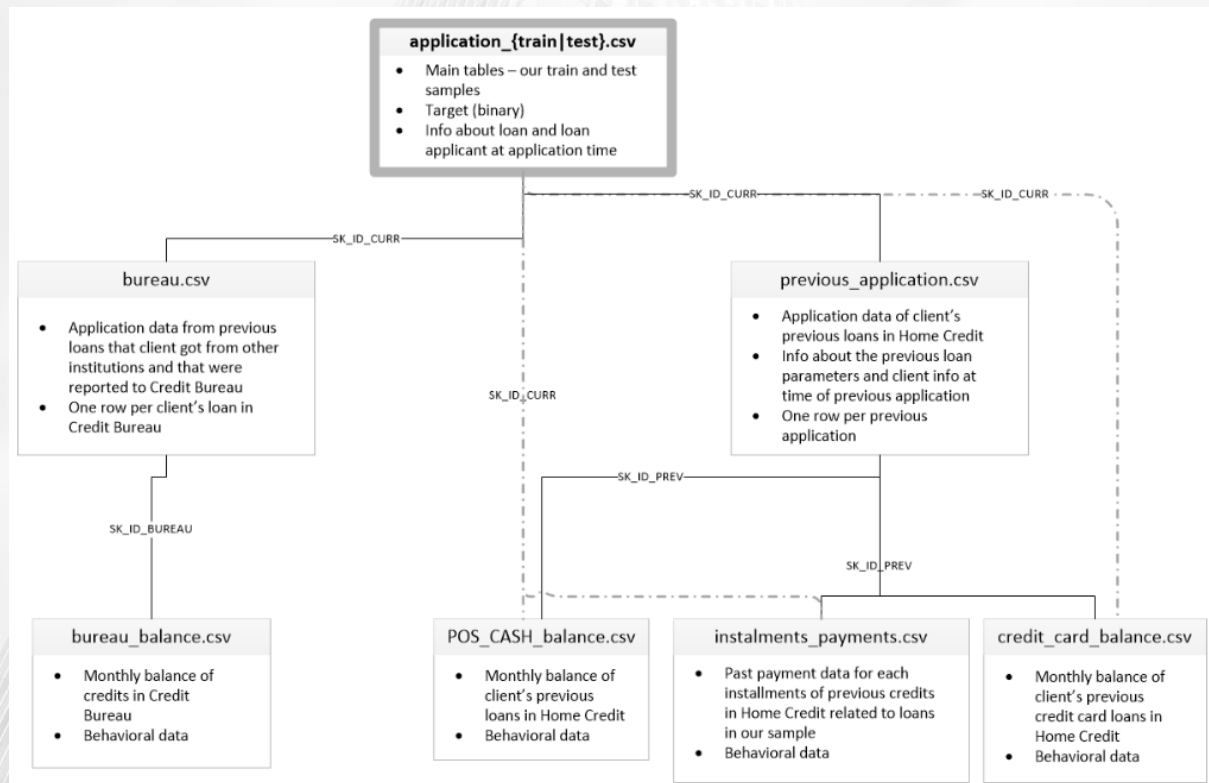 application_{train|test}.csv
• Main tables – our train and test
samples
• Target (binary)
• Info about loan and loan
applicant at application time
SK_ID_CURR
SK_ID_CURR
SK_ID_CURR
bureau.csv
• Application data from previous
loans that client got from other
institutions and that were
reported to Credit Bureau
• One row per client's loan in
Credit Bureau
previous_application.csv
• Application data of client's
previous loans in Home Credit
• Info about the previous loan
parameters and client info at
time of previous application
• One row per previous
application
SK_ID_CURR
SK_ID_PREV
SK_ID_BUREAU
SK_ID_PREV
bureau_balance.csv
• Monthly balance of
credits in Credit
Bureau
• Behavioral data
POS_CASH_balance.csv
• Monthly balance of
client's previous
loans in Home Credit
• Behavioral data
instalments_payments.csv
• Past payment data for each
installments of previous credits
in Home Credit related to loans
in our sample
• Behavioral data
credit_card_balance.csv
• Monthly balance of
client's previous
credit card loans in
Home Credit
• Behavioral data